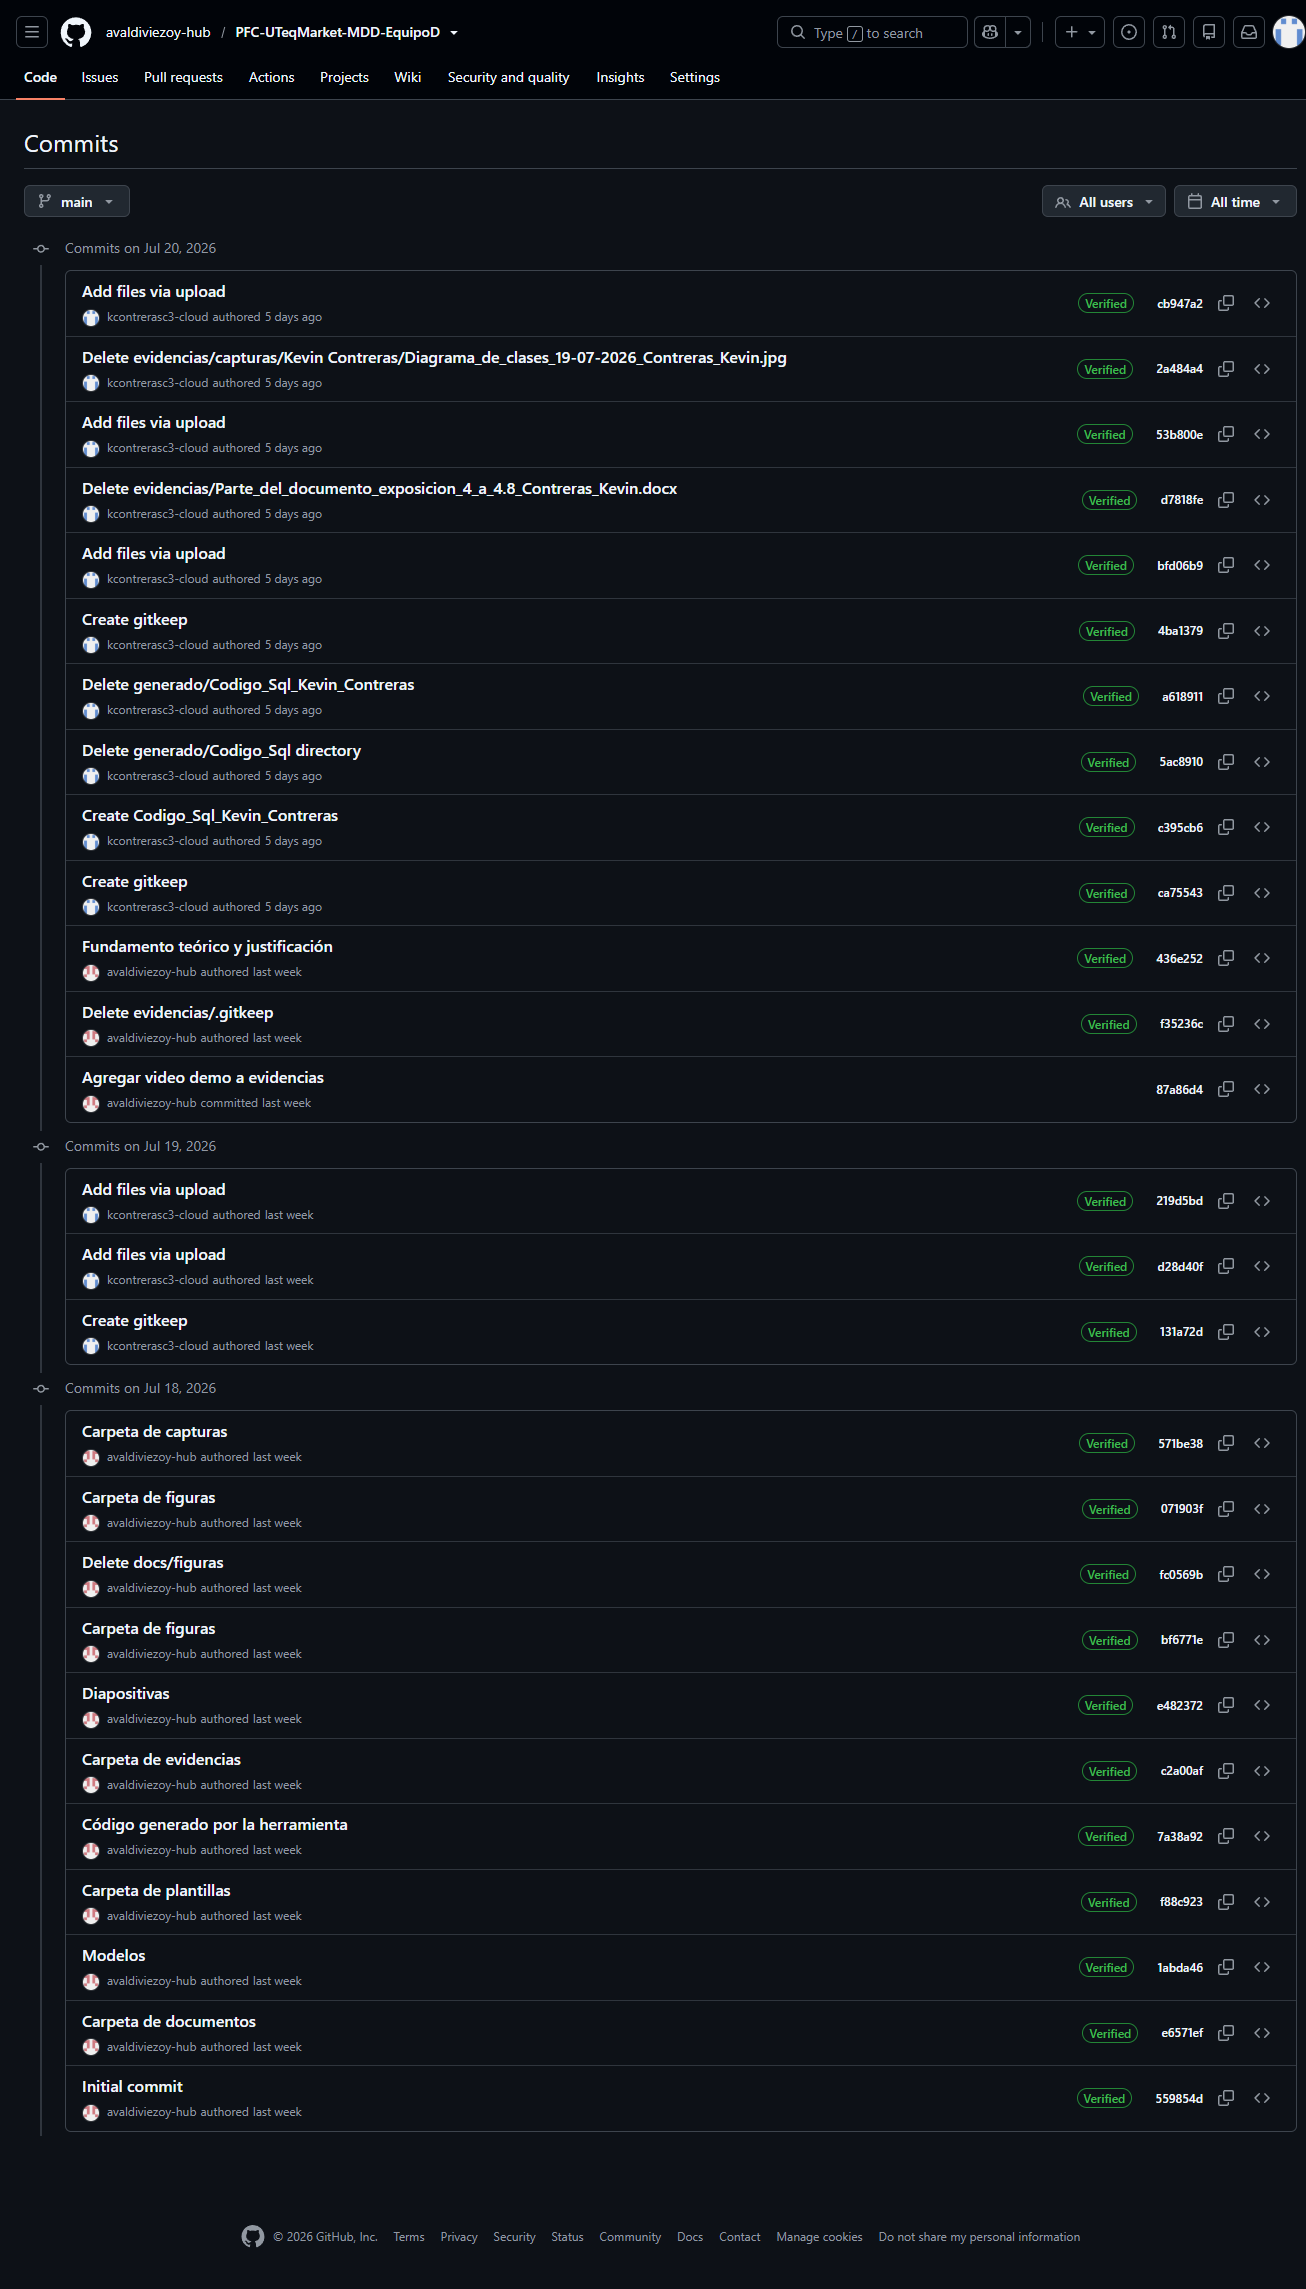 avaldiviezoy-hub / PFC-UTeqMarket-MDD-EquipoD
Type / to search
Code Issues Pull requests Actions Projects Wiki Security and quality Insights Settings
Commits
main
All users All time
Commits on Jul 20, 2026
Add files via upload
Verified cb947a2
kcontrerasc3-cloud authored 5 days ago
Delete evidencias/capturas/Kevin Contreras/Diagrama_de_clases_19-07-2026_Contreras_Kevin.jpg
Verified 2a484a4
kcontrerasc3-cloud authored 5 days ago
Add files via upload
Verified 53b800e
kcontrerasc3-cloud authored 5 days ago
Delete evidencias/Parte_del_documento_exposicion_4_a_4.8_Contreras_Kevin.docx
Verified d7818fe
kcontrerasc3-cloud authored 5 days ago
Add files via upload
Verified bfd06b9
kcontrerasc3-cloud authored 5 days ago
Create gitkeep
Verified 4ba1379
kcontrerasc3-cloud authored 5 days ago
Delete generado/Codigo_Sql_Kevin_Contreras
Verified a618911
kcontrerasc3-cloud authored 5 days ago
Delete generado/Codigo_Sql directory
Verified 5ac8910
kcontrerasc3-cloud authored 5 days ago
Create Codigo_Sql_Kevin_Contreras
Verified c395cb6
kcontrerasc3-cloud authored 5 days ago
Create gitkeep
Verified ca75543
kcontrerasc3-cloud authored 5 days ago
Fundamento teórico y justificación
Verified 436e252
avaldiviezoy-hub authored last week
Delete evidencias/.gitkeep
Verified f35236c
avaldiviezoy-hub authored last week
Agregar video demo a evidencias
87a86d4
avaldiviezoy-hub committed last week
Commits on Jul 19, 2026
Add files via upload
Verified 219d5bd
kcontrerasc3-cloud authored last week
Add files via upload
Verified d28d40f
kcontrerasc3-cloud authored last week
Create gitkeep
Verified 131a72d
kcontrerasc3-cloud authored last week
Commits on Jul 18, 2026
Carpeta de capturas
Verified 571be38
avaldiviezoy-hub authored last week
Carpeta de figuras
Verified 071903f
avaldiviezoy-hub authored last week
Delete docs/figuras
Verified fc0569b
avaldiviezoy-hub authored last week
Carpeta de figuras
Verified bf6771e
avaldiviezoy-hub authored last week
Diapositivas
Verified e482372
avaldiviezoy-hub authored last week
Carpeta de evidencias
Verified c2a00af
avaldiviezoy-hub authored last week
Código generado por la herramienta
Verified 7a38a92
avaldiviezoy-hub authored last week
Carpeta de plantillas
Verified f88c923
avaldiviezoy-hub authored last week
Modelos
Verified 1abda46
avaldiviezoy-hub authored last week
Carpeta de documentos
Verified e6571ef
avaldiviezoy-hub authored last week
Initial commit
Verified 559854d
avaldiviezoy-hub authored last week
© 2026 GitHub, Inc. Terms Privacy Security Status Community Docs Contact Manage cookies Do not share my personal information